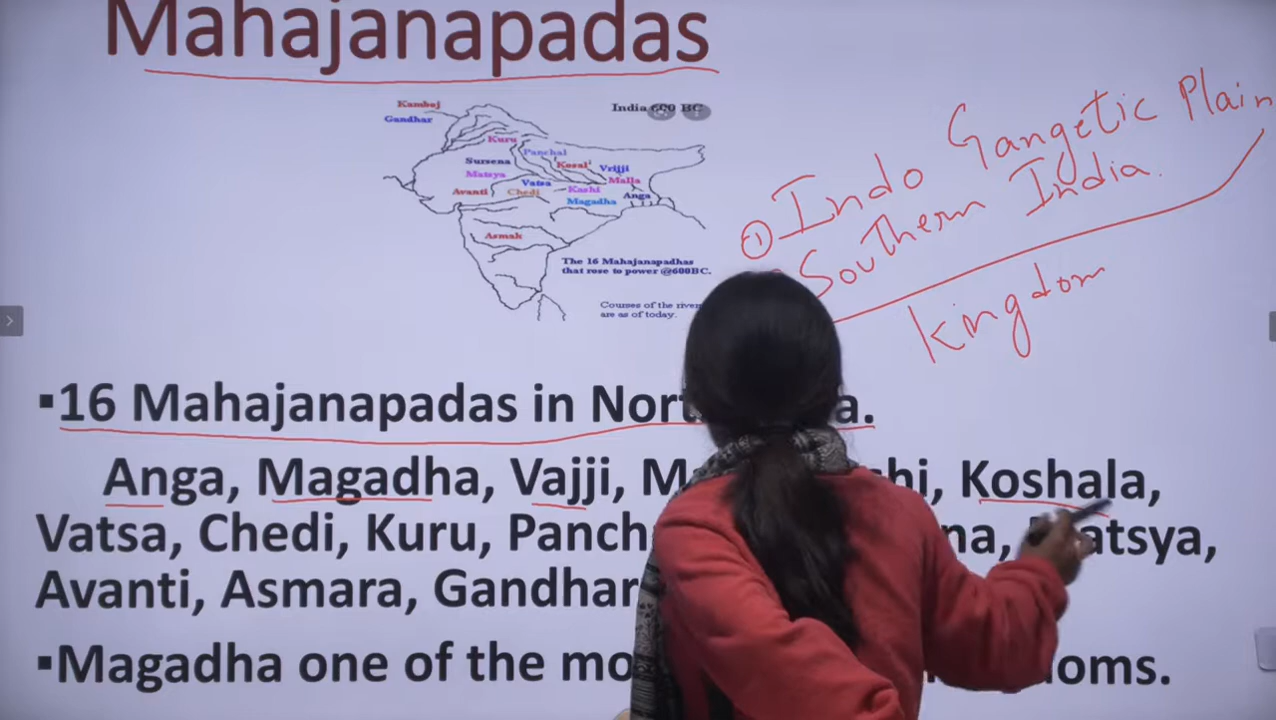 Mahajanapadas
India 600 BC
Kamboj
Gandhar
Kuru
Panchal
Sursena
Kosal
Vrijji
Matsya
Vatsa
Malla
Avanti
Chedi
Kashi
Anga
Magadha
Asmak
The 16 Mahajanapadhas
that rose to power @600BC.
Courses of the river
are as of today.
① Indo Gangetic Plain
Southern India.
Kingdom
▪16 Mahajanapadas in Nort a.
Anga, Magadha, Vajji, M hi, Koshala,
Vatsa, Chedi, Kuru, Panch na, atsya,
Avanti, Asmara, Gandhar
▪Magadha one of the mo oms.